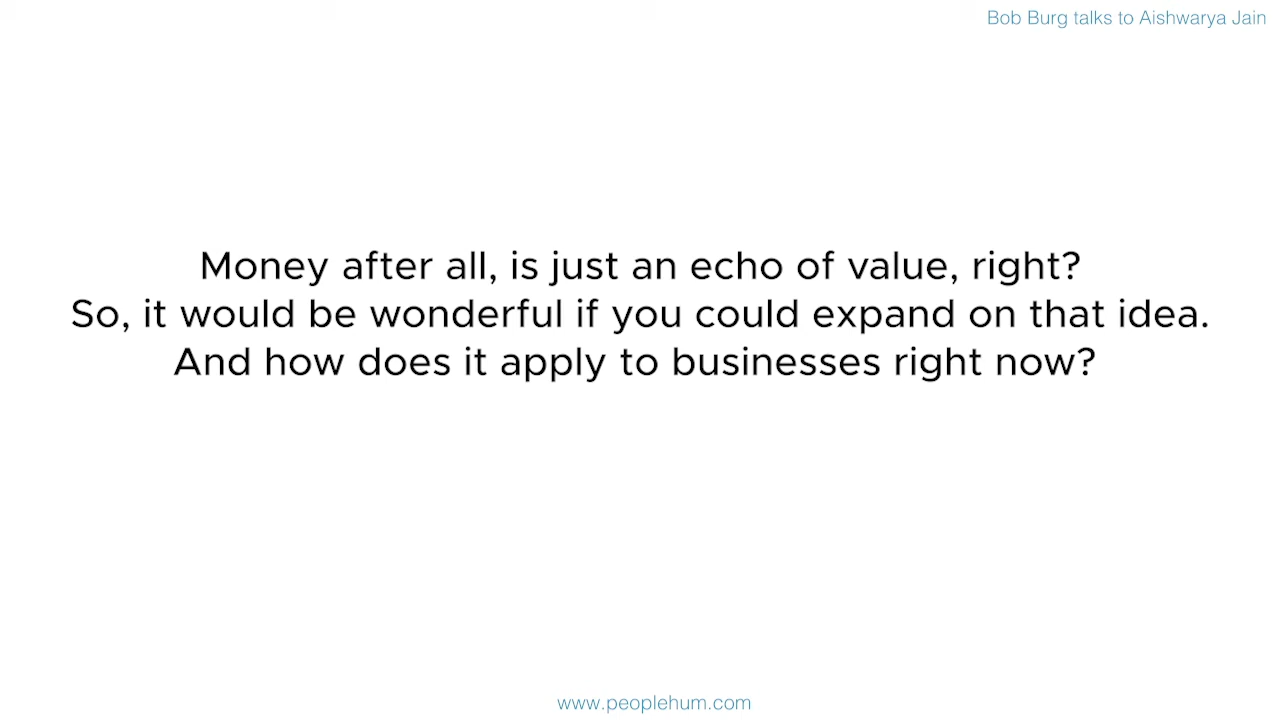 Bob Burg talks to Aishwarya Jain
Money after all, is just an echo of value, right?
So, it would be wonderful if you could expand on that idea.
And how does it apply to businesses right now?
www.peoplehum.com